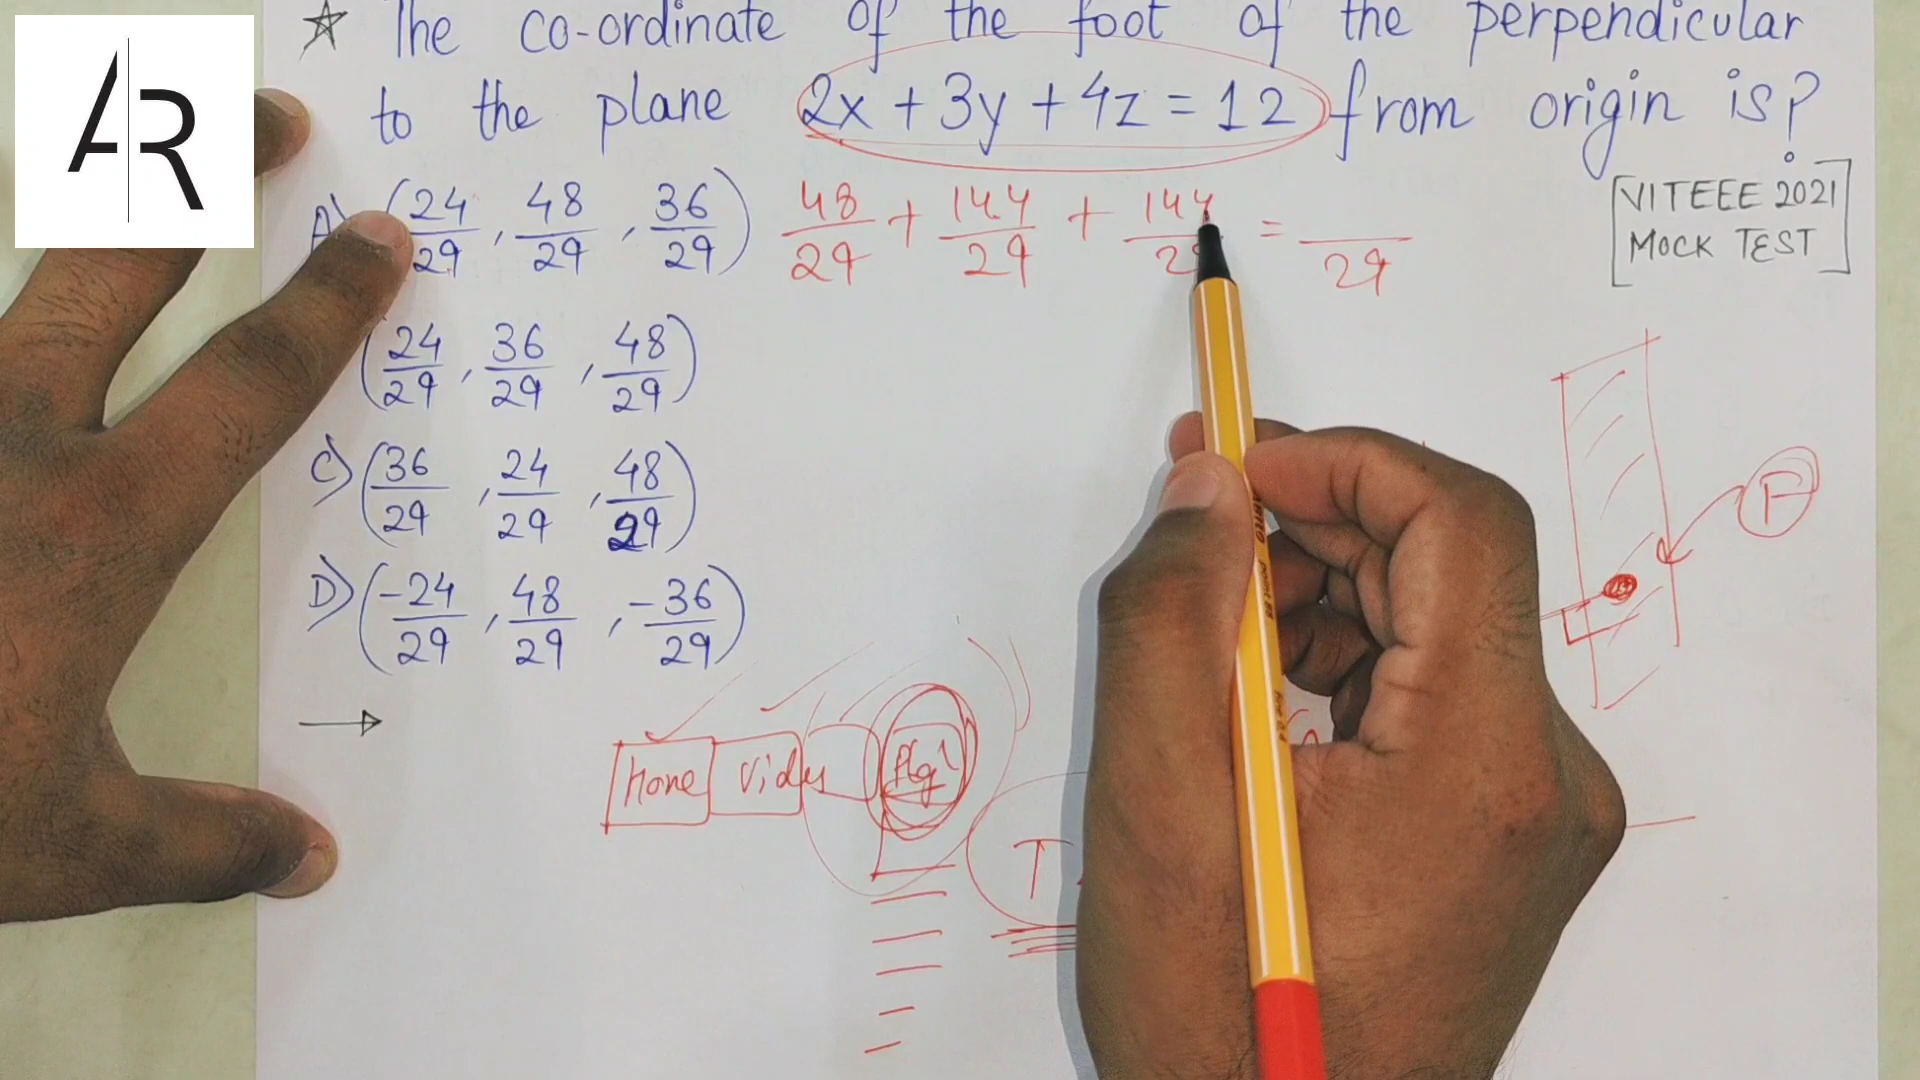 AR
☆ The co-ordinate of the foot of the perpendicular
to the plane 2x + 3y + 4z = 12 from origin is?
[VITEEE 2021
MOCK TEST]
A) (24/29, 48/29, 36/29) 48/29 + 144/29 + 144/29 = /29
(24/29, 36/29, 48/29)
C) (36/29, 24/29, 48/29)
D) (-24/29, 48/29, -36/29)
F
→
Home
T